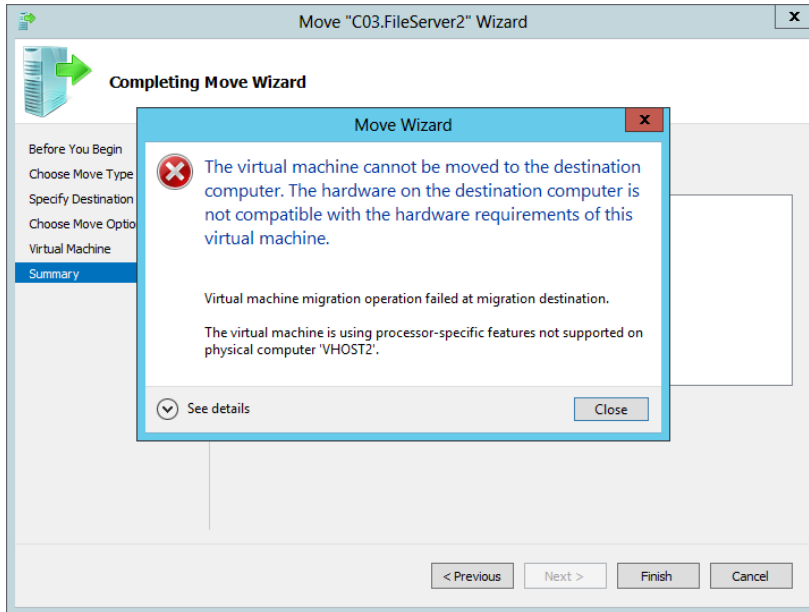 Move "C03.FileServer2" Wizard
x
Completing Move Wizard
Before You Begin
Choose Move Type
Specify Destination
Choose Move Optio
Virtual Machine
Summary
Move Wizard
x
The virtual machine cannot be moved to the destination
computer. The hardware on the destination computer is
not compatible with the hardware requirements of this
virtual machine.
Virtual machine migration operation failed at migration destination.
The virtual machine is using processor-specific features not supported on
physical computer 'VHOST2'.
See details
Close
< Previous
Next >
Finish
Cancel